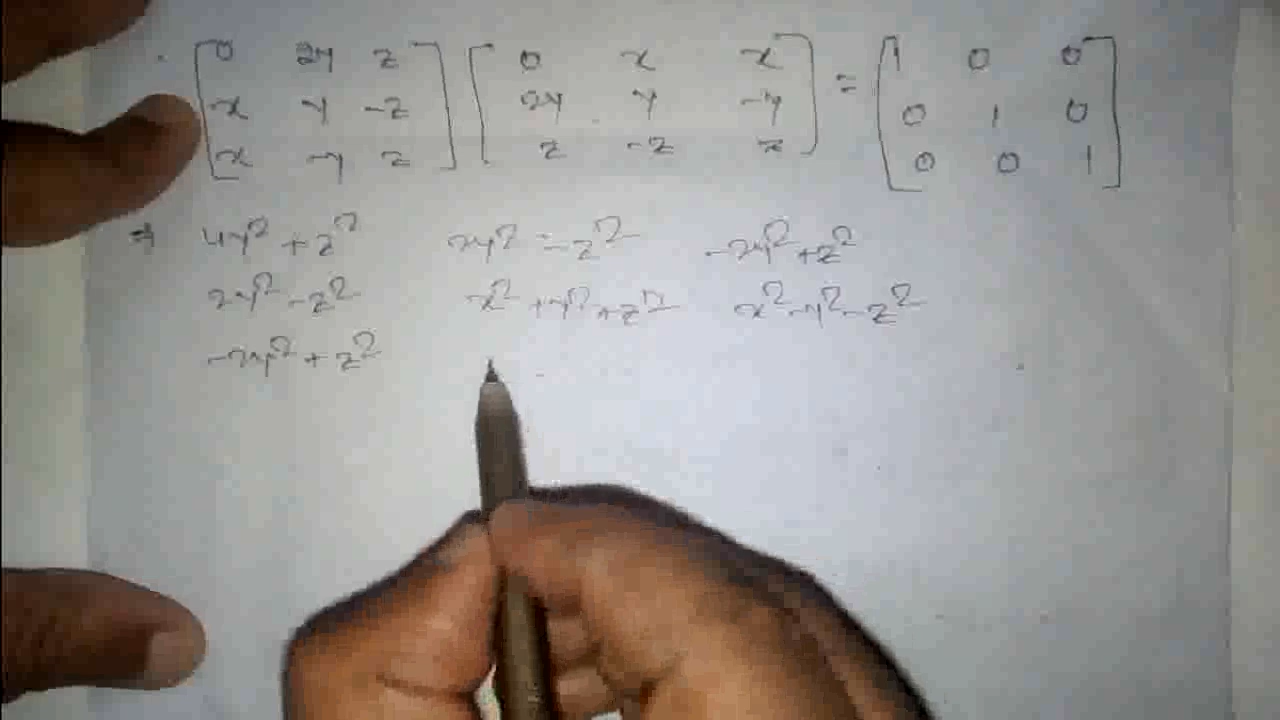 [0 2y z] [0 x x] = [1 0 0]
[x y -z] [2y y -y] [0 1 0]
[x -y z] [z -z z] [0 0 1]
⇒ 4y² + z² 2y² - z² -2y² + z²
2y² - z² x² + y² + z² x² - y² - z²
-2y² + z²